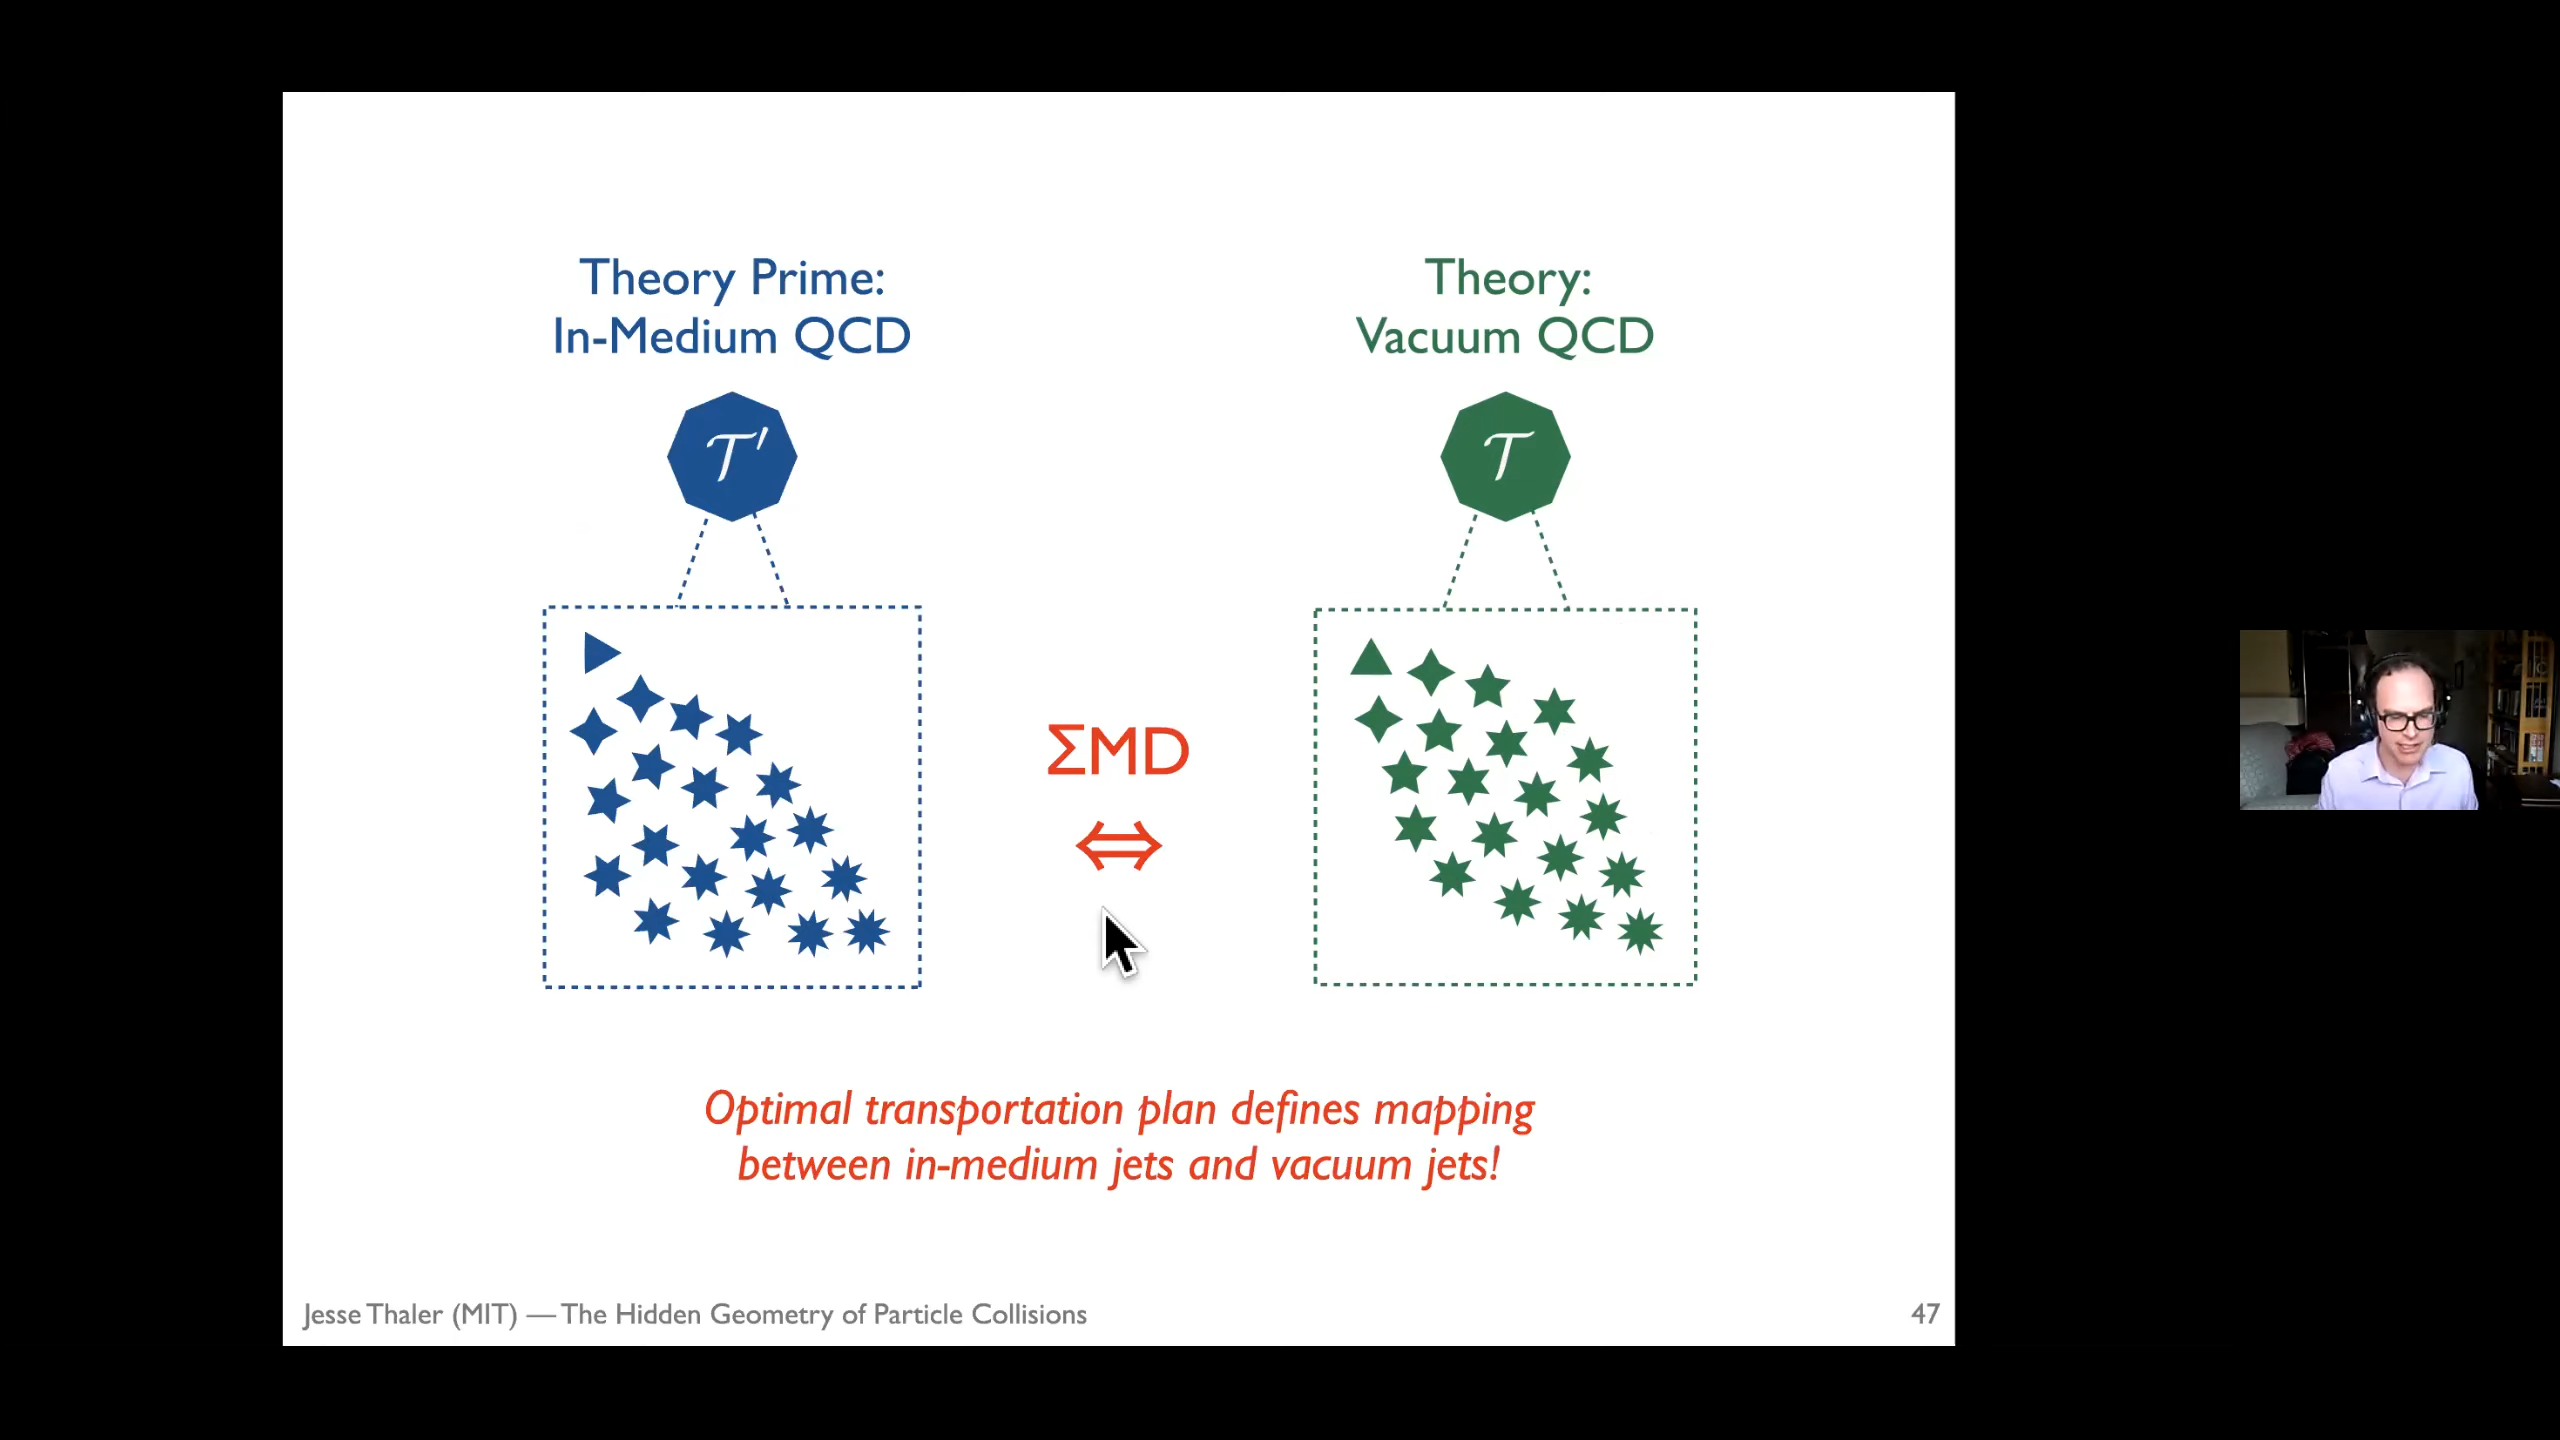 Theory Prime:
In-Medium QCD
𝒯′
Theory:
Vacuum QCD
𝒯
ΣMD
⇔
Optimal transportation plan defines mapping
between in-medium jets and vacuum jets!
Jesse Thaler (MIT) — The Hidden Geometry of Particle Collisions
47